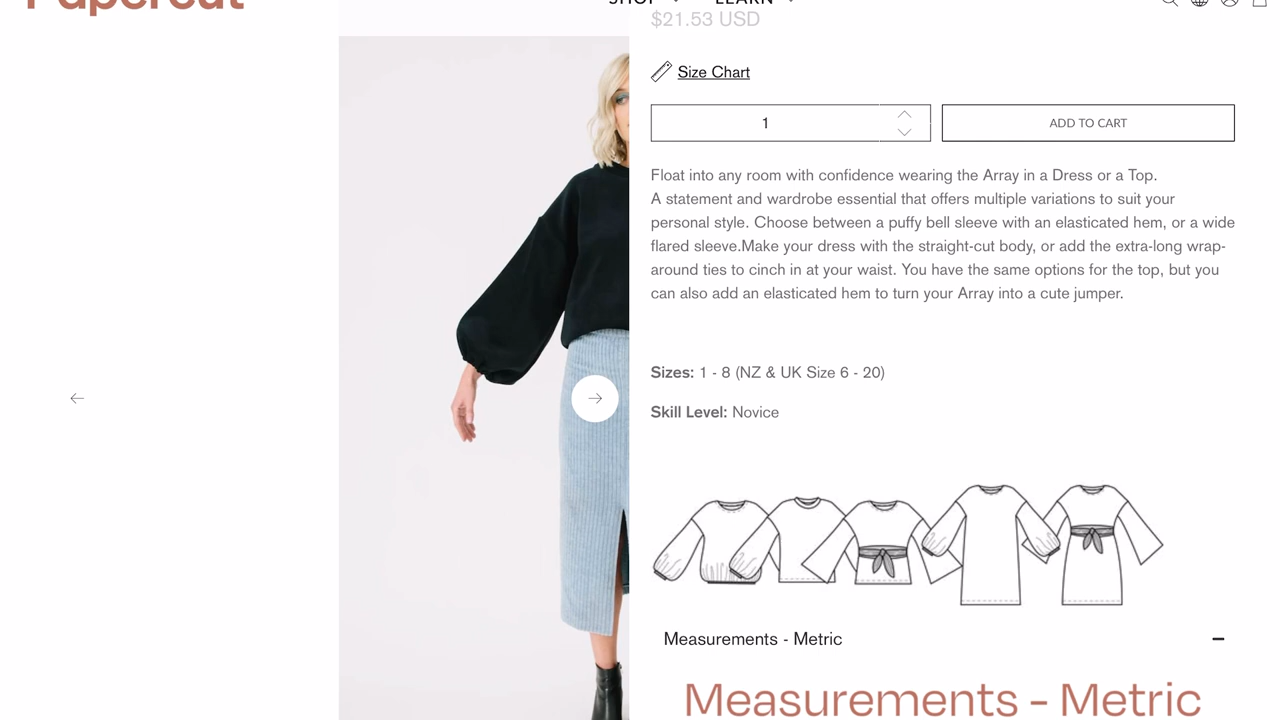 Papercut
SHOP
LEARN
$21.53 USD
Size Chart
1
ADD TO CART
Float into any room with confidence wearing the Array in a Dress or a Top.
A statement and wardrobe essential that offers multiple variations to suit your
personal style. Choose between a puffy bell sleeve with an elasticated hem, or a wide
flared sleeve.Make your dress with the straight-cut body, or add the extra-long wrap-
around ties to cinch in at your waist. You have the same options for the top, but you
can also add an elasticated hem to turn your Array into a cute jumper.
Sizes: 1 - 8 (NZ & UK Size 6 - 20)
Skill Level: Novice
Measurements - Metric
Measurements - Metric